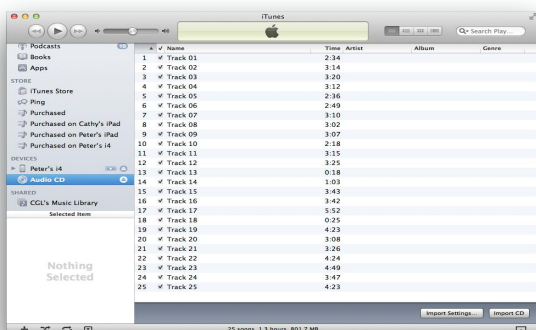 iTunes
Search Play...
Podcasts
Books
Apps
STORE
iTunes Store
Ping
Purchased
Purchased on Cathy's iPad
Purchased on Peter's iPad
Purchased on Peter's i4
DEVICES
Peter's i4
Audio CD
SHARED
CGL's Music Library
Selected Item
Nothing
Selected
Name Time Artist Album Genre
1 Track 01 2:34
2 Track 02 3:14
3 Track 03 3:20
4 Track 04 3:12
5 Track 05 2:36
6 Track 06 2:49
7 Track 07 3:10
8 Track 08 3:02
9 Track 09 3:07
10 Track 10 2:18
11 Track 11 3:15
12 Track 12 3:25
13 Track 13 0:18
14 Track 14 1:03
15 Track 15 3:43
16 Track 16 3:42
17 Track 17 5:52
18 Track 18 0:25
19 Track 19 4:23
20 Track 20 3:08
21 Track 21 3:26
22 Track 22 4:24
23 Track 23 4:49
24 Track 24 3:47
25 Track 25 4:23
Import Settings... Import CD
25 songs, 1.3 hours, 801.7 MB